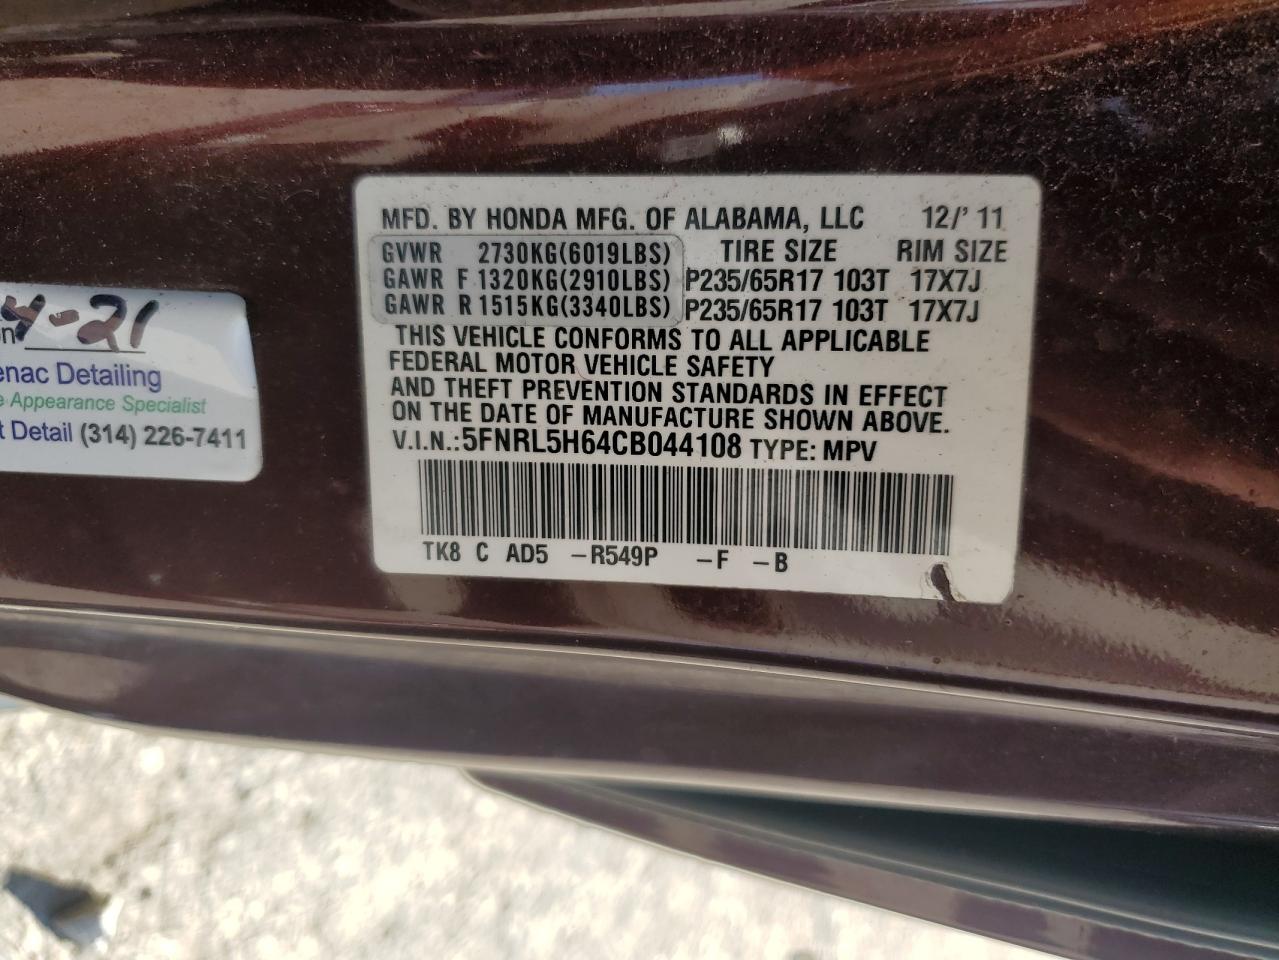 MFD. BY HONDA MFG. OF ALABAMA, LLC 12/'11
GVWR 2730KG(6019LBS) TIRE SIZE RIM SIZE
GAWR F 1320KG(2910LBS) P235/65R17 103T 17X7J
GAWR R 1515KG(3340LBS) P235/65R17 103T 17X7J
THIS VEHICLE CONFORMS TO ALL APPLICABLE
FEDERAL MOTOR VEHICLE SAFETY
AND THEFT PREVENTION STANDARDS IN EFFECT
ON THE DATE OF MANUFACTURE SHOWN ABOVE.
V.I.N.:5FNRL5H64CB044108 TYPE: MPV
TK8 C AD5 -R549P -F -B
4-21
enac Detailing
e Appearance Specialist
t Detail (314) 226-7411